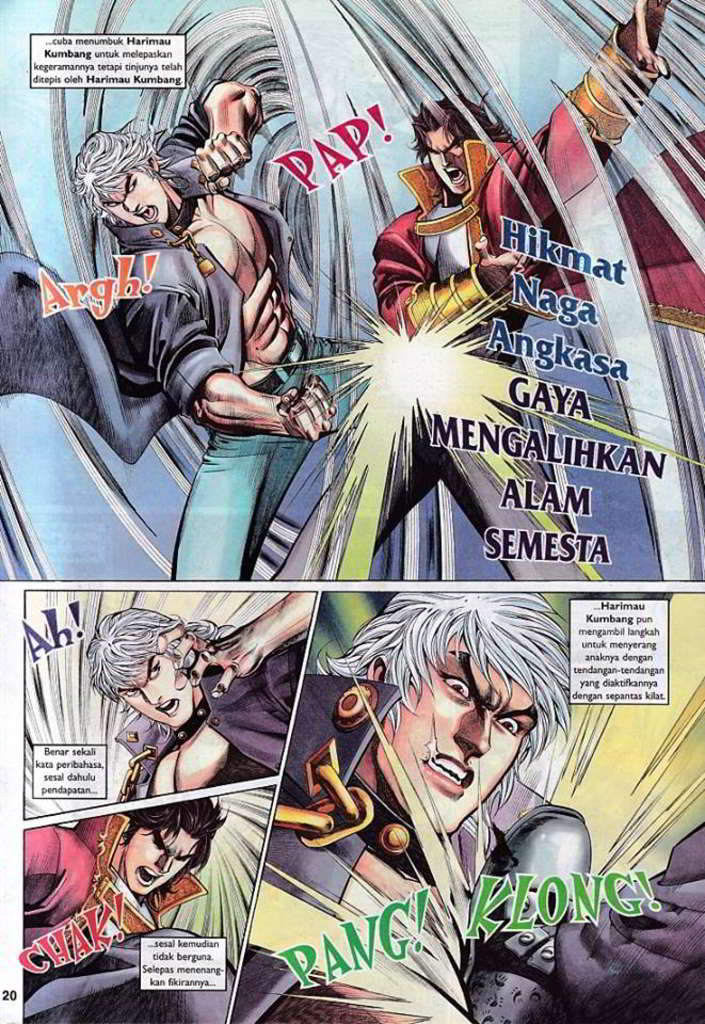 ...cuba menumbuk Harimau
Kumbang untuk melepaskan
kegeramannya tetapi tinjunya telah
ditepis oleh Harimau Kumbang.
PAP!
Argh!
Hikmat
Naga
Angkasa
GAYA
MENGALIHKAN
ALAM
SEMESTA
Ah!
Benar sekali
kata peribahasa,
sesal dahulu
pendapatan...
CHAK!
...sesal kemudian
tidak berguna.
Selepas menenang-
kan fikirannya...
...Harimau
Kumbang pun
mengambil langkah
untuk menyerang
anaknya dengan
tendangan-tendangan
yang diaktifkannya
dengan sepantas kilat.
PANG!
KLONG!
20